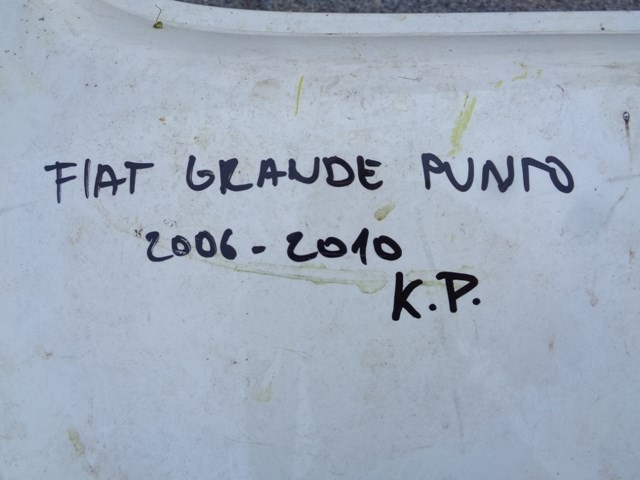 FIAT GRANDE PUNTO
2006-2010
K.P.